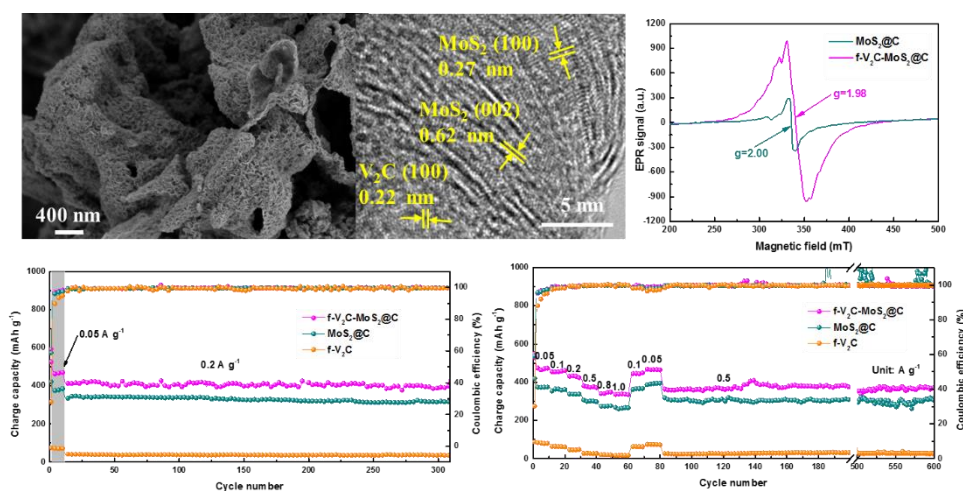 400 nm
MoS₂ (100)
0.27 nm
MoS₂ (002)
0.62 nm
V₂C (100)
0.22 nm
5 nm
1200
900
600
300
0
-300
-600
-900
-1200
EPR signal (a.u.)
MoS₂@C
f-V₂C-MoS₂@C
g=1.98
g=2.00
200
250
300
350
400
450
500
Magnetic field (mT)
1000
800
600
400
200
0
Charge capacity (mAh g⁻¹)
0.05 A g⁻¹
0.2 A g⁻¹
f-V₂C-MoS₂@C
MoS₂@C
f-V₂C
100
80
60
40
20
0
Coulombic efficiency (%)
0
50
100
150
200
250
300
Cycle number
1000
800
600
400
200
0
Charge capacity (mAh g⁻¹)
f-V₂C-MoS₂@C
MoS₂@C
f-V₂C
0.05
0.1
0.2
0.5
0.8
1.0
0.1
0.05
0.5
Unit: A g⁻¹
100
80
60
40
20
0
Coulombic efficiency (%)
0
20
40
60
80
100
120
140
160
180
500
520
540
560
580
600
Cycle number